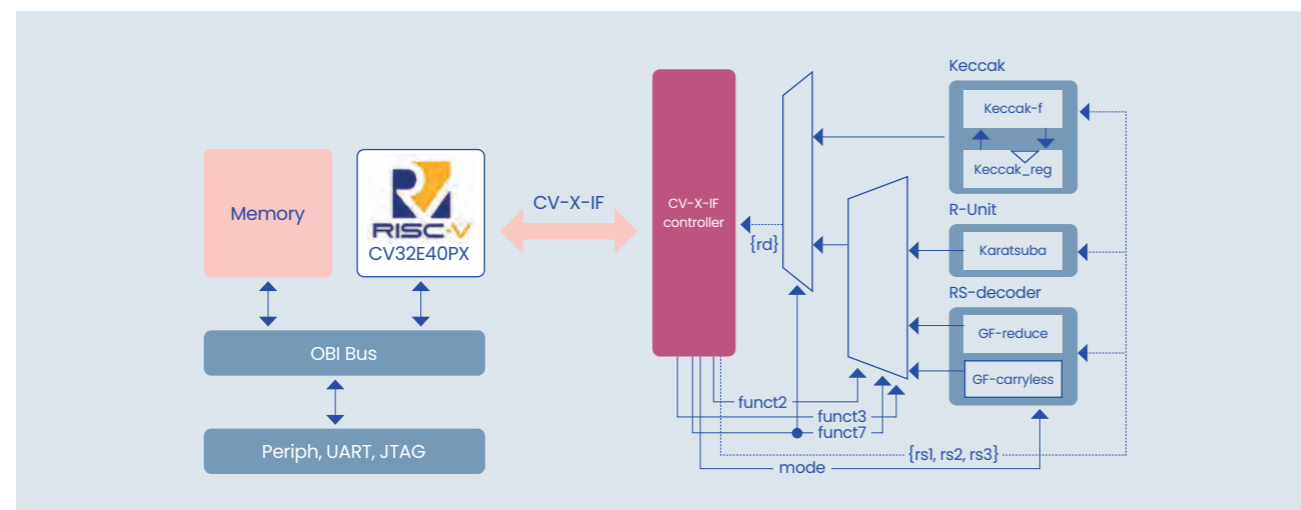 Memory
RISC-V
CV32E40PX
OBI Bus
Periph, UART, JTAG
CV-X-IF
CV-X-IF
controller
{rd}
Keccak
Keccak-f
Keccak_reg
R-Unit
Karatsuba
RS-decoder
GF-reduce
GF-carryless
funct2
funct3
funct7
{rs1, rs2, rs3}
mode